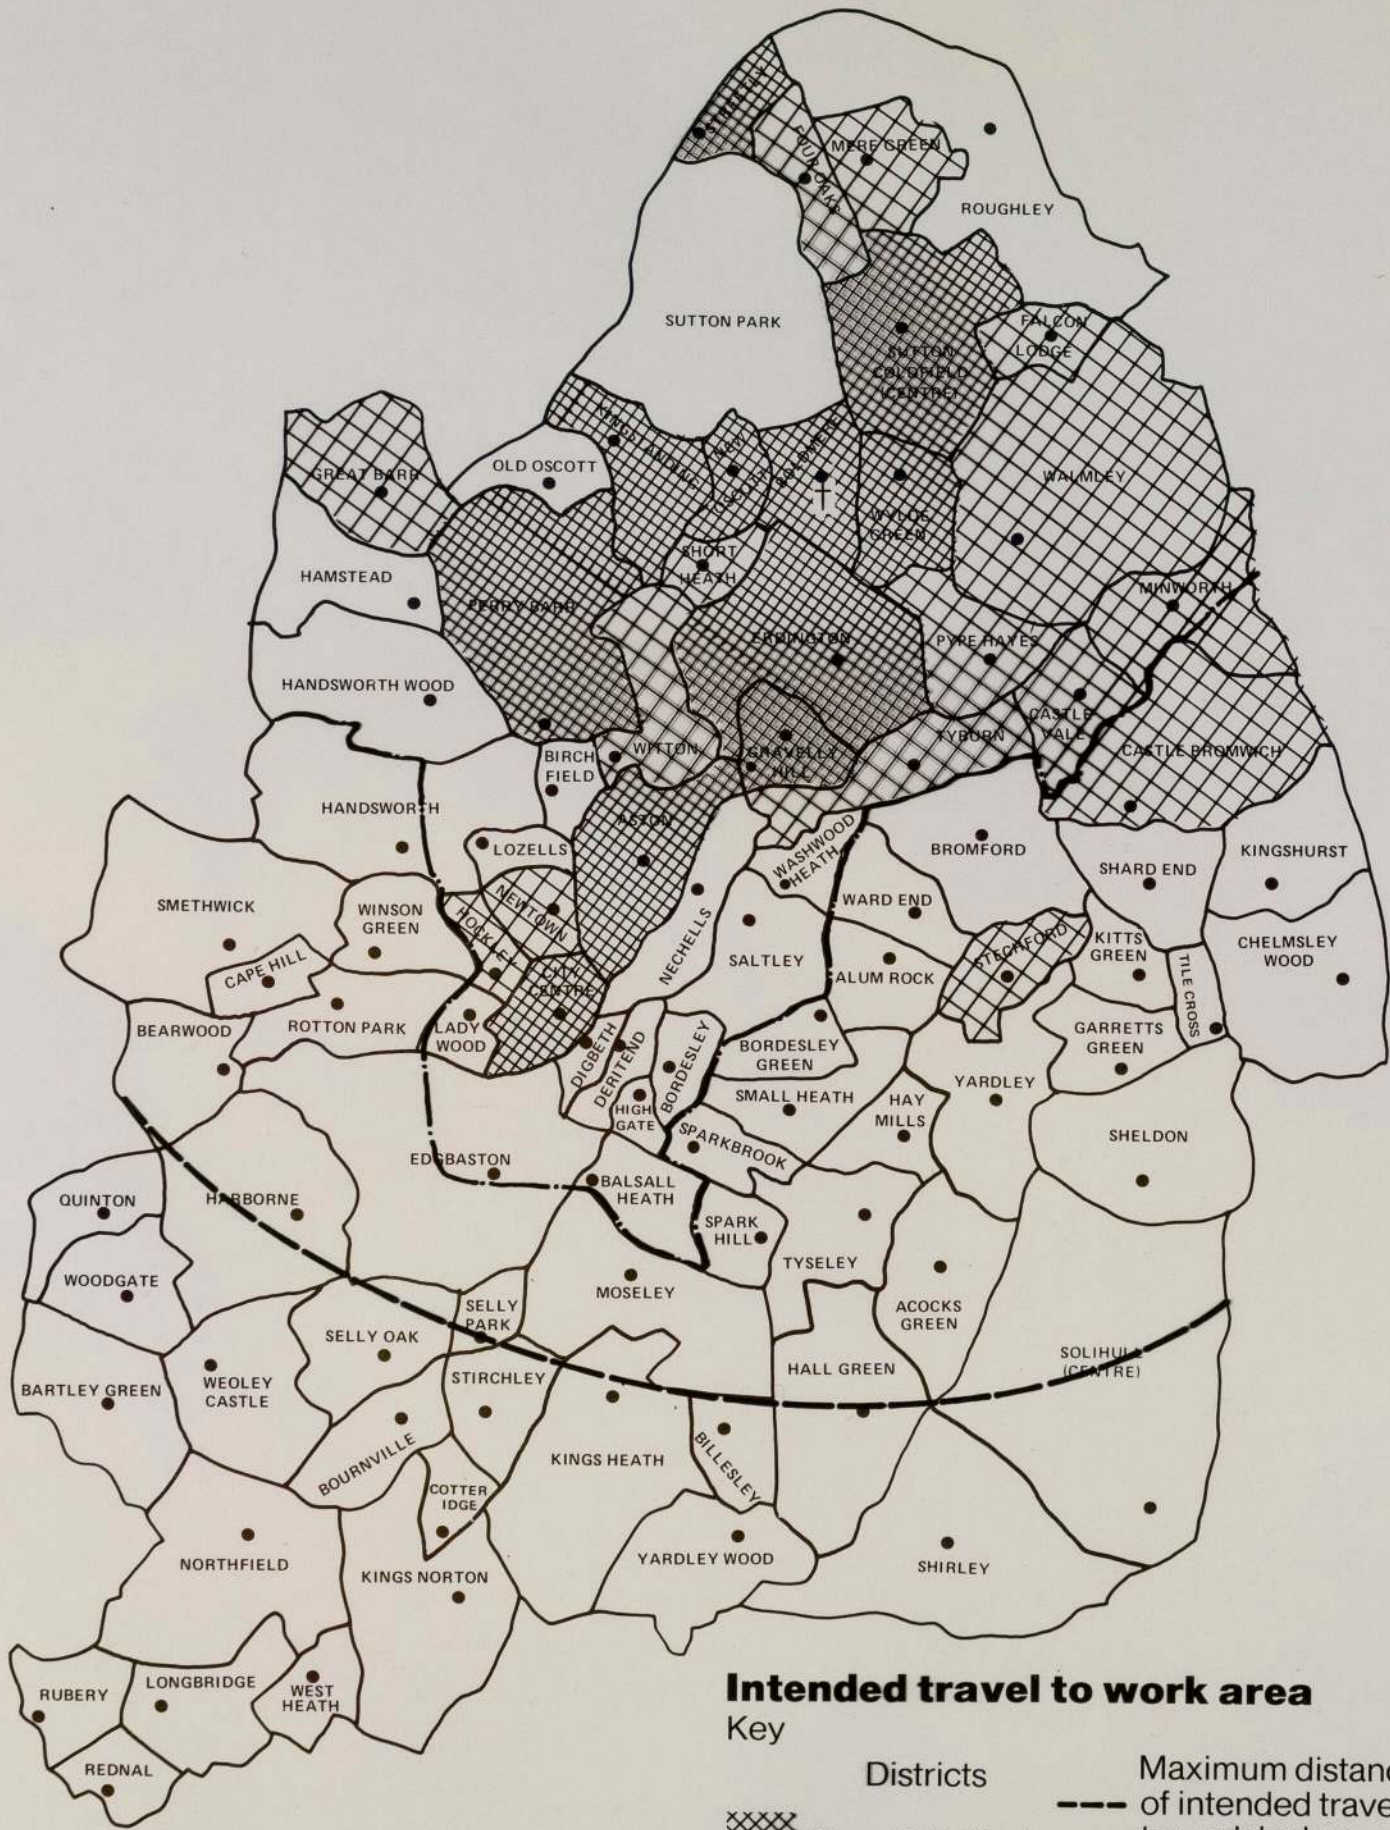 STREETLY
FOUR OAKS
MERE GREEN
ROUGHLEY
SUTTON PARK
SUTTON
COLDFIELD
(CENTRE)
FALCON
LODGE
GREAT BARR
OLD OSCOTT
KINGSTANDING
NEW
OSCOTT
BOLDMERE
WYLDE
GREEN
WALMLEY
HAMSTEAD
PERRY BARR
SHORT
HEATH
ERDINGTON
PYPE HAYES
MINWORTH
HANDSWORTH WOOD
BIRCH
FIELD
WITTON
GRAVELLY
HILL
TYBURN
CASTLE
VALE
CASTLE BROMWICH
HANDSWORTH
LOZELLS
ASTON
WASHWOOD
HEATH
BROMFORD
SHARD END
KINGSHURST
SMETHWICK
WINSON
GREEN
HOCKLEY
NEWTOWN
NECHELLS
SALTLEY
WARD END
ALUM ROCK
STECHFORD
KITTS
GREEN
TILE CROSS
CHELMSLEY
WOOD
CAPE HILL
BEARWOOD
ROTTON PARK
LADY
WOOD
CITY
CENTRE
DIGBETH
DERITEND
BORDESLEY
BORDESLEY
GREEN
GARRETTS
GREEN
HIGH
GATE
SMALL HEATH
HAY
MILLS
YARDLEY
SHELDON
SPARKBROOK
EDGBASTON
BALSALL
HEATH
SPARK
HILL
TYSELEY
QUINTON
HARBORNE
WOODGATE
MOSELEY
ACOCKS
GREEN
SELLY
PARK
SELLY OAK
HALL GREEN
SOLIHULL
(CENTRE)
BARTLEY GREEN
WEOLEY
CASTLE
STIRCHLEY
BOURNVILLE
KINGS HEATH
BILLESLEY
COTTER
IDGE
NORTHFIELD
KINGS NORTON
YARDLEY WOOD
SHIRLEY
RUBERY
LONGBRIDGE
WEST
HEATH
REDNAL
Intended travel to work area
Key
Districts
Maximum distanc
of intended trave